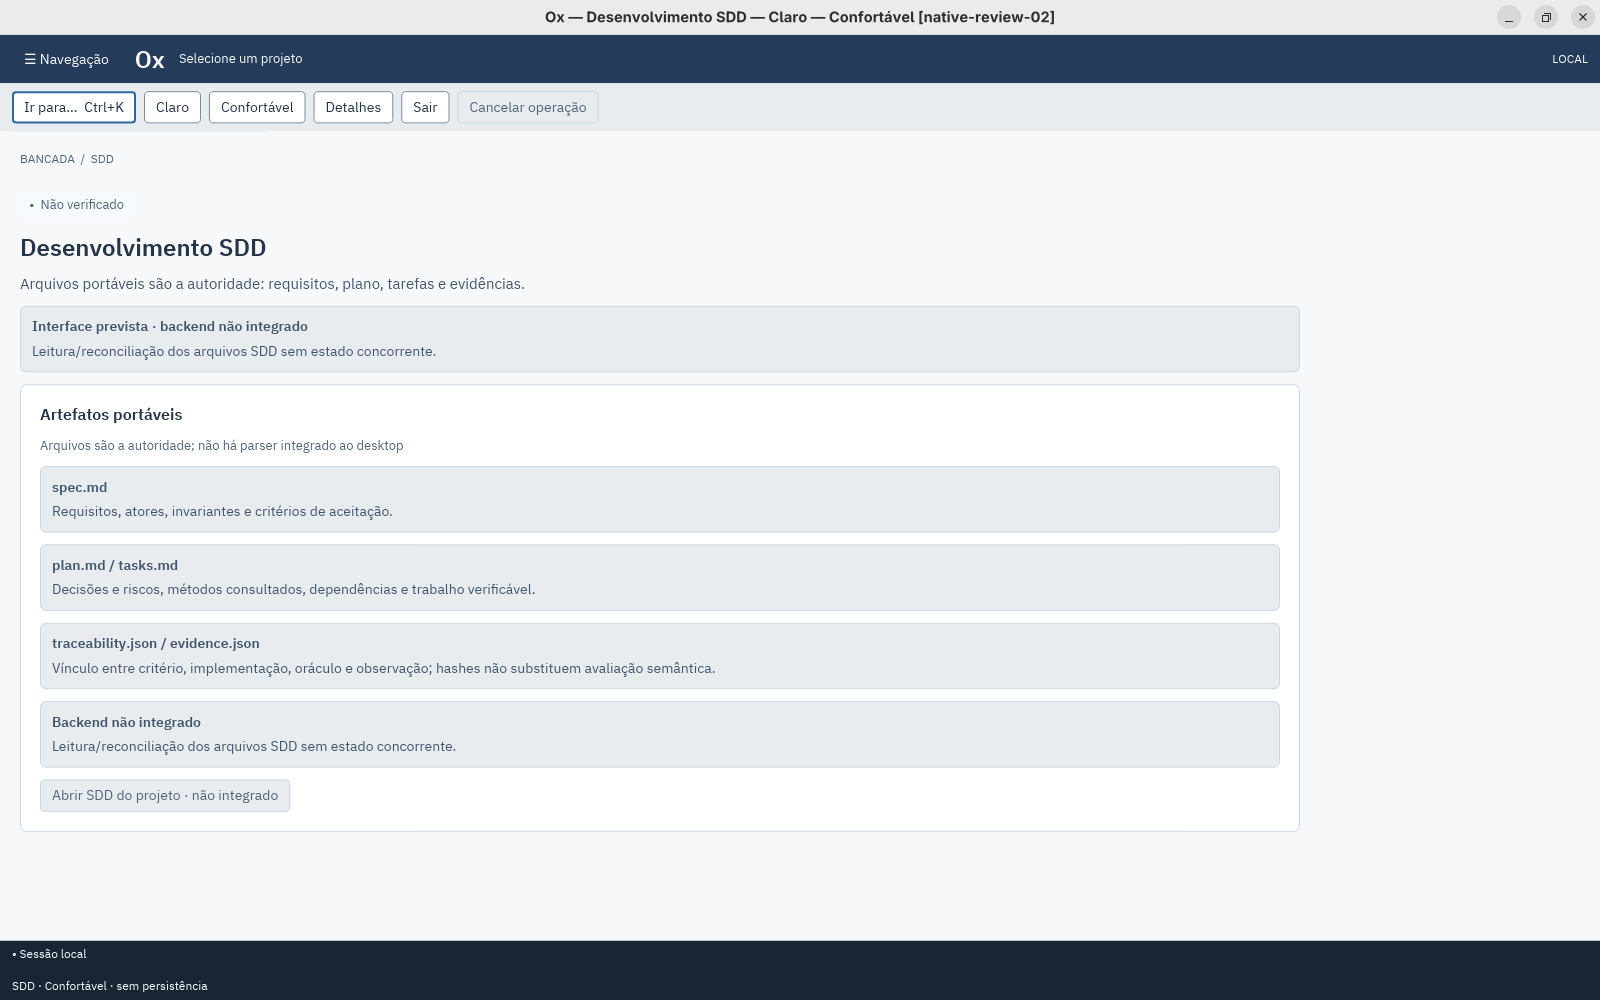 Ox — Desenvolvimento SDD — Claro — Confortável [native-review-02]
☰ Navegação Ox Selecione um projeto LOCAL
Ir para... Ctrl+K Claro Confortável Detalhes Sair Cancelar operação
BANCADA / SDD
• Não verificado
Desenvolvimento SDD
Arquivos portáveis são a autoridade: requisitos, plano, tarefas e evidências.
Interface prevista · backend não integrado
Leitura/reconciliação dos arquivos SDD sem estado concorrente.
Artefatos portáveis
Arquivos são a autoridade; não há parser integrado ao desktop
spec.md
Requisitos, atores, invariantes e critérios de aceitação.
plan.md / tasks.md
Decisões e riscos, métodos consultados, dependências e trabalho verificável.
traceability.json / evidence.json
Vínculo entre critério, implementação, oráculo e observação; hashes não substituem avaliação semântica.
Backend não integrado
Leitura/reconciliação dos arquivos SDD sem estado concorrente.
Abrir SDD do projeto · não integrado
• Sessão local
SDD · Confortável · sem persistência